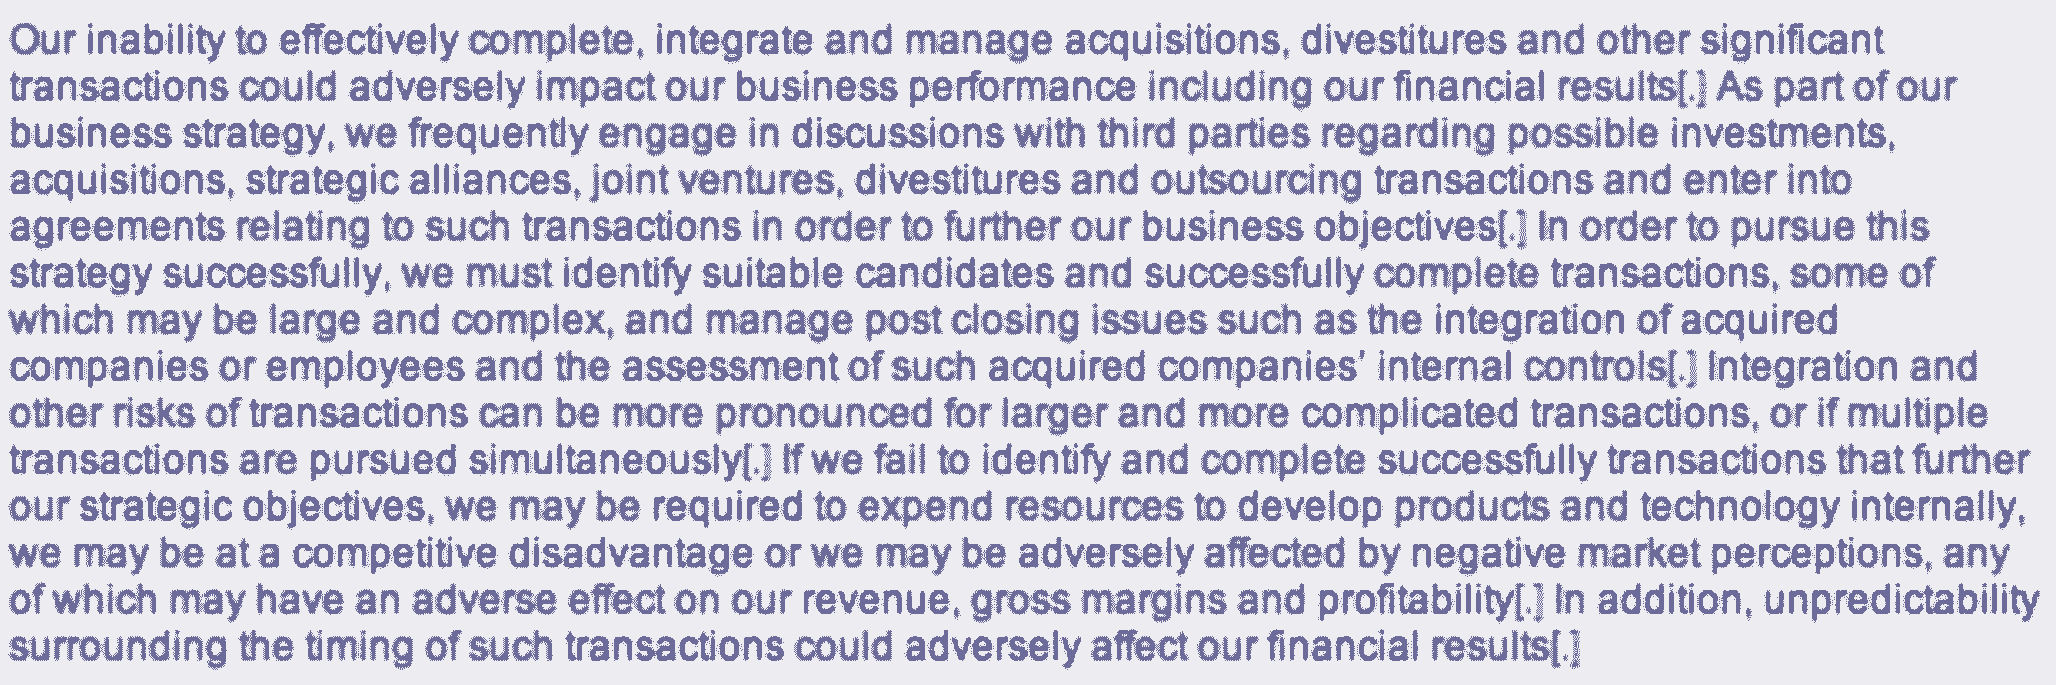 Our inability to effectively complete, integrate and manage acquisitions, divestitures and other significant
transactions could adversely impact our business performance including our financial results[.] As part of our
business strategy, we frequently engage in discussions with third parties regarding possible investments,
acquisitions, strategic alliances, joint ventures, divestitures and outsourcing transactions and enter into
agreements relating to such transactions in order to further our business objectives[.] In order to pursue this
strategy successfully, we must identify suitable candidates and successfully complete transactions, some of
which may be large and complex, and manage post closing issues such as the integration of acquired
companies or employees and the assessment of such acquired companies' internal controls[.] Integration and
other risks of transactions can be more pronounced for larger and more complicated transactions, or if multiple
transactions are pursued simultaneously[.] If we fail to identify and complete successfully transactions that further
our strategic objectives, we may be required to expend resources to develop products and technology internally,
we may be at a competitive disadvantage or we may be adversely affected by negative market perceptions, any
of which may have an adverse effect on our revenue, gross margins and profitability[.] In addition, unpredictability
surrounding the timing of such transactions could adversely affect our financial results[.]